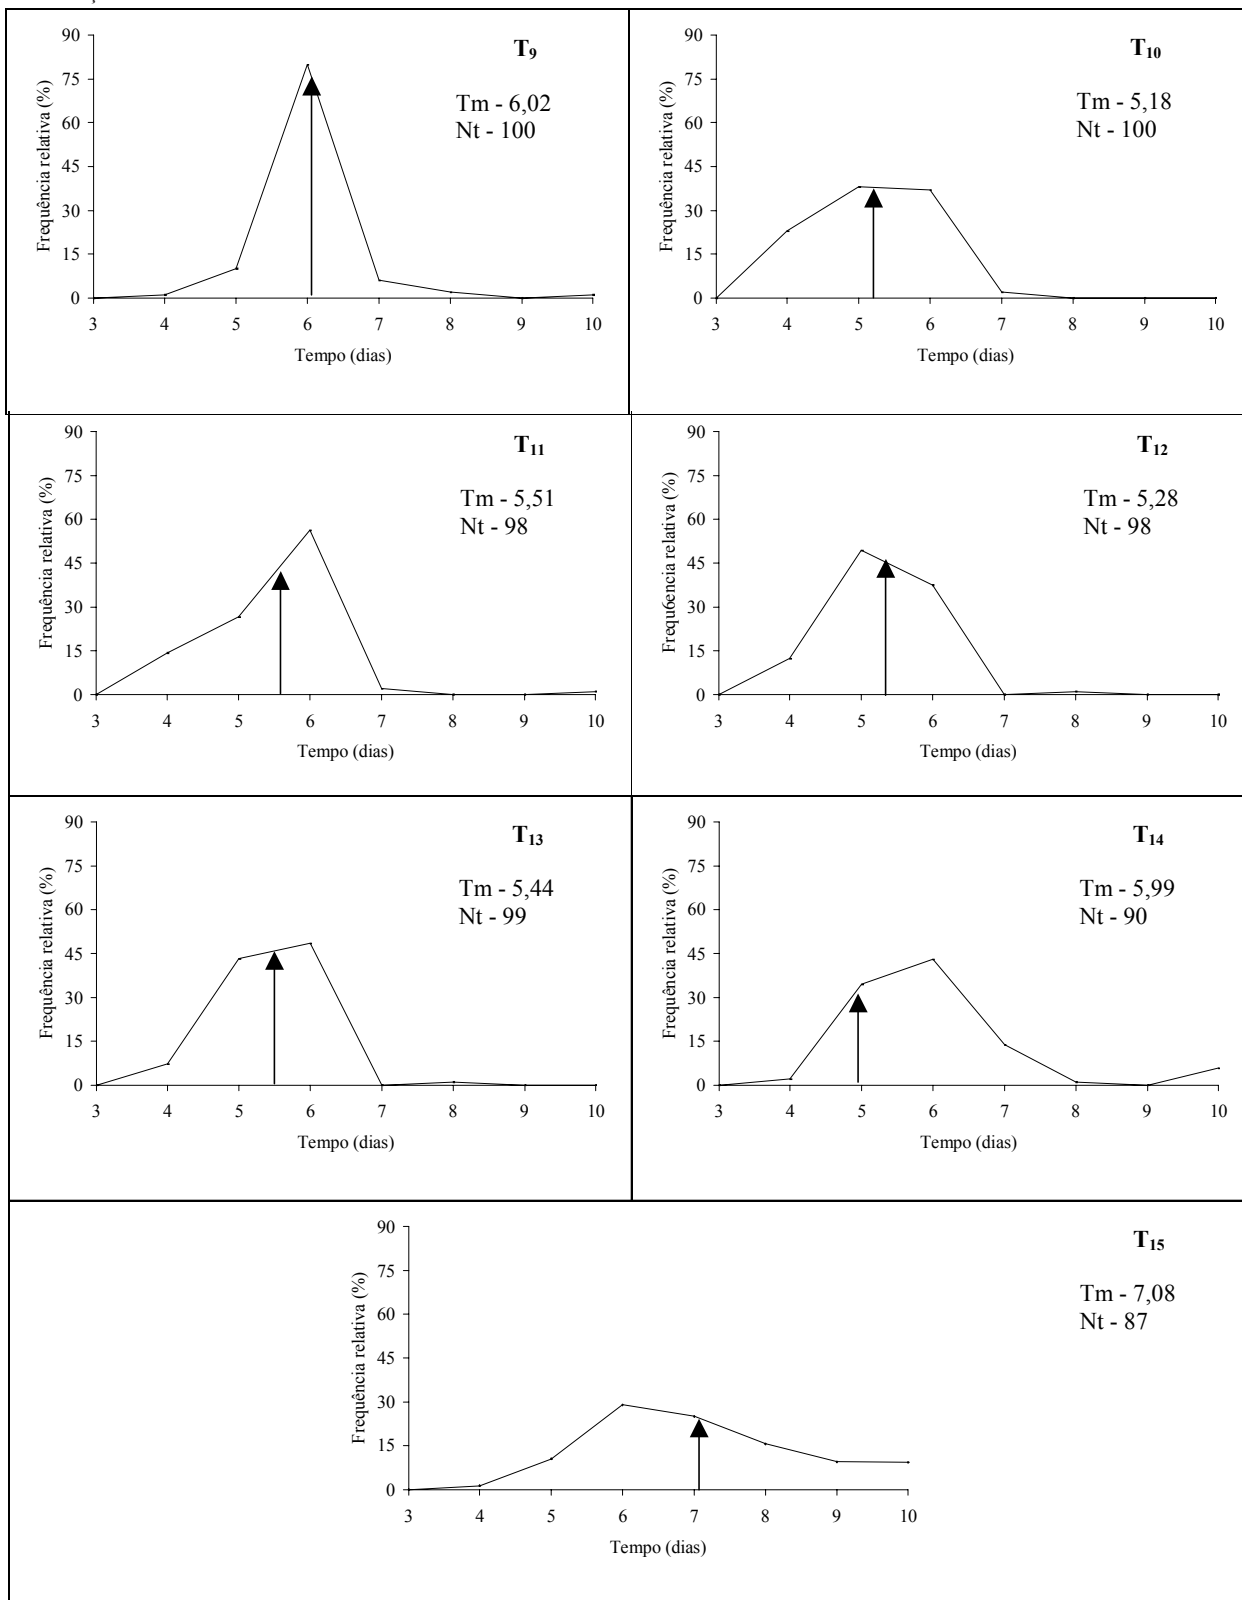 T9
Tm - 6,02
Nt - 100
Frequência relativa (%)
90
75
60
45
30
15
0
3 4 5 6 7 8 9 10
Tempo (dias)
T10
Tm - 5,18
Nt - 100
Frequência relativa (%)
90
75
60
45
30
15
0
3 4 5 6 7 8 9 10
Tempo (dias)
T11
Tm - 5,51
Nt - 98
Frequência relativa (%)
90
75
60
45
30
15
0
3 4 5 6 7 8 9 10
Tempo (dias)
T12
Tm - 5,28
Nt - 98
Frequ6encia relativa (%)
90
75
60
45
30
15
0
3 4 5 6 7 8 9 10
Tempo (dias)
T13
Tm - 5,44
Nt - 99
Frequência relativa (%)
90
75
60
45
30
15
0
3 4 5 6 7 8 9 10
Tempo (dias)
T14
Tm - 5,99
Nt - 90
Frequência relativa (%)
90
75
60
45
30
15
0
3 4 5 6 7 8 9 10
Tempo (dias)
T15
Tm - 7,08
Nt - 87
Frequência relativa (%)
90
75
60
45
30
15
0
3 4 5 6 7 8 9 10
Tempo (dias)